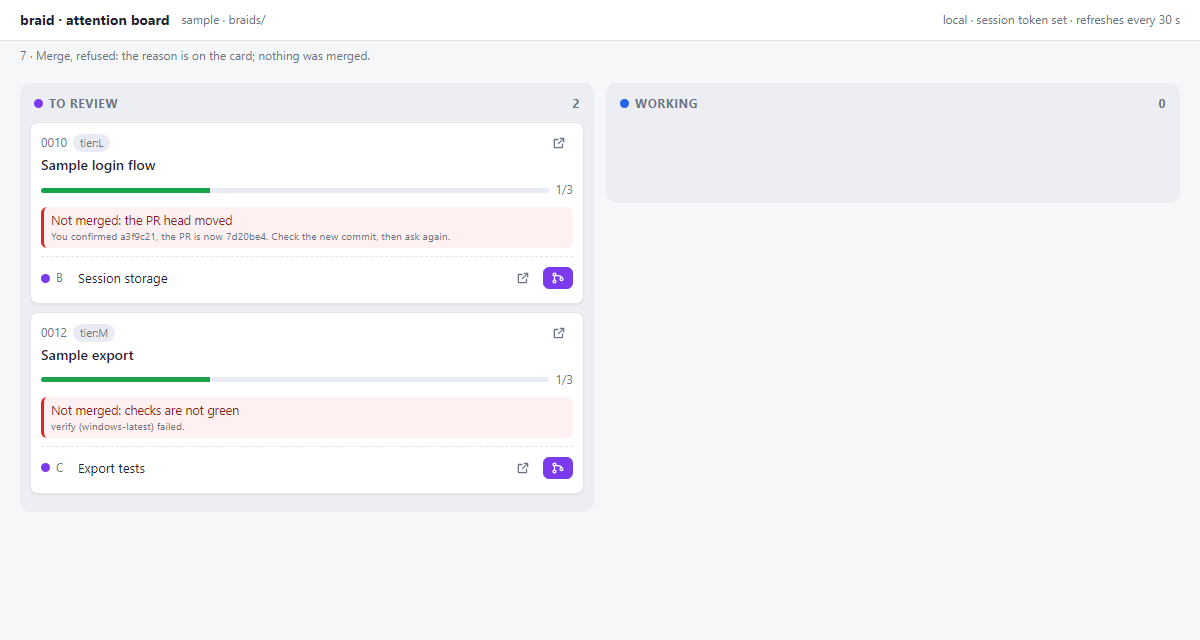 braid · attention board sample · braids/ local · session token set · refreshes every 30 s
7 · Merge, refused: the reason is on the card; nothing was merged.
TO REVIEW 2
0010 tier:L
Sample login flow
1/3
Not merged: the PR head moved
You confirmed a3f9c21, the PR is now 7d20be4. Check the new commit, then ask again.
B Session storage
0012 tier:M
Sample export
1/3
Not merged: checks are not green
verify (windows-latest) failed.
C Export tests
WORKING 0